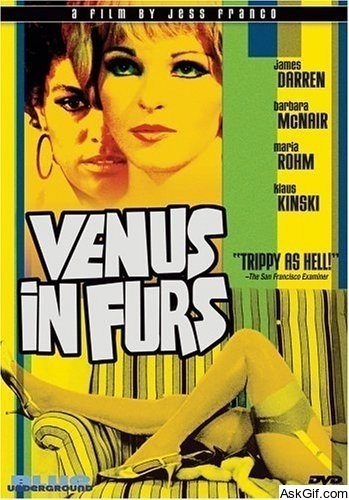 a FILM BY JESS FRANCO
James
DARREN
barbara
McNAIR
maria
ROHM
klaus
KINSKI
"TRIPPY AS HELL!"
—The San Francisco Examiner
VENUS
IN FURS
BLUE
UNDERGROUND
DVD
AskGif.com